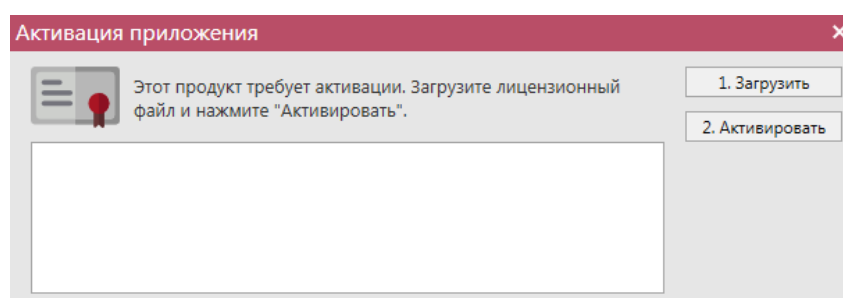 Активация приложения
Этот продукт требует активации. Загрузите лицензионный
файл и нажмите "Активировать".
1. Загрузить
2. Активировать